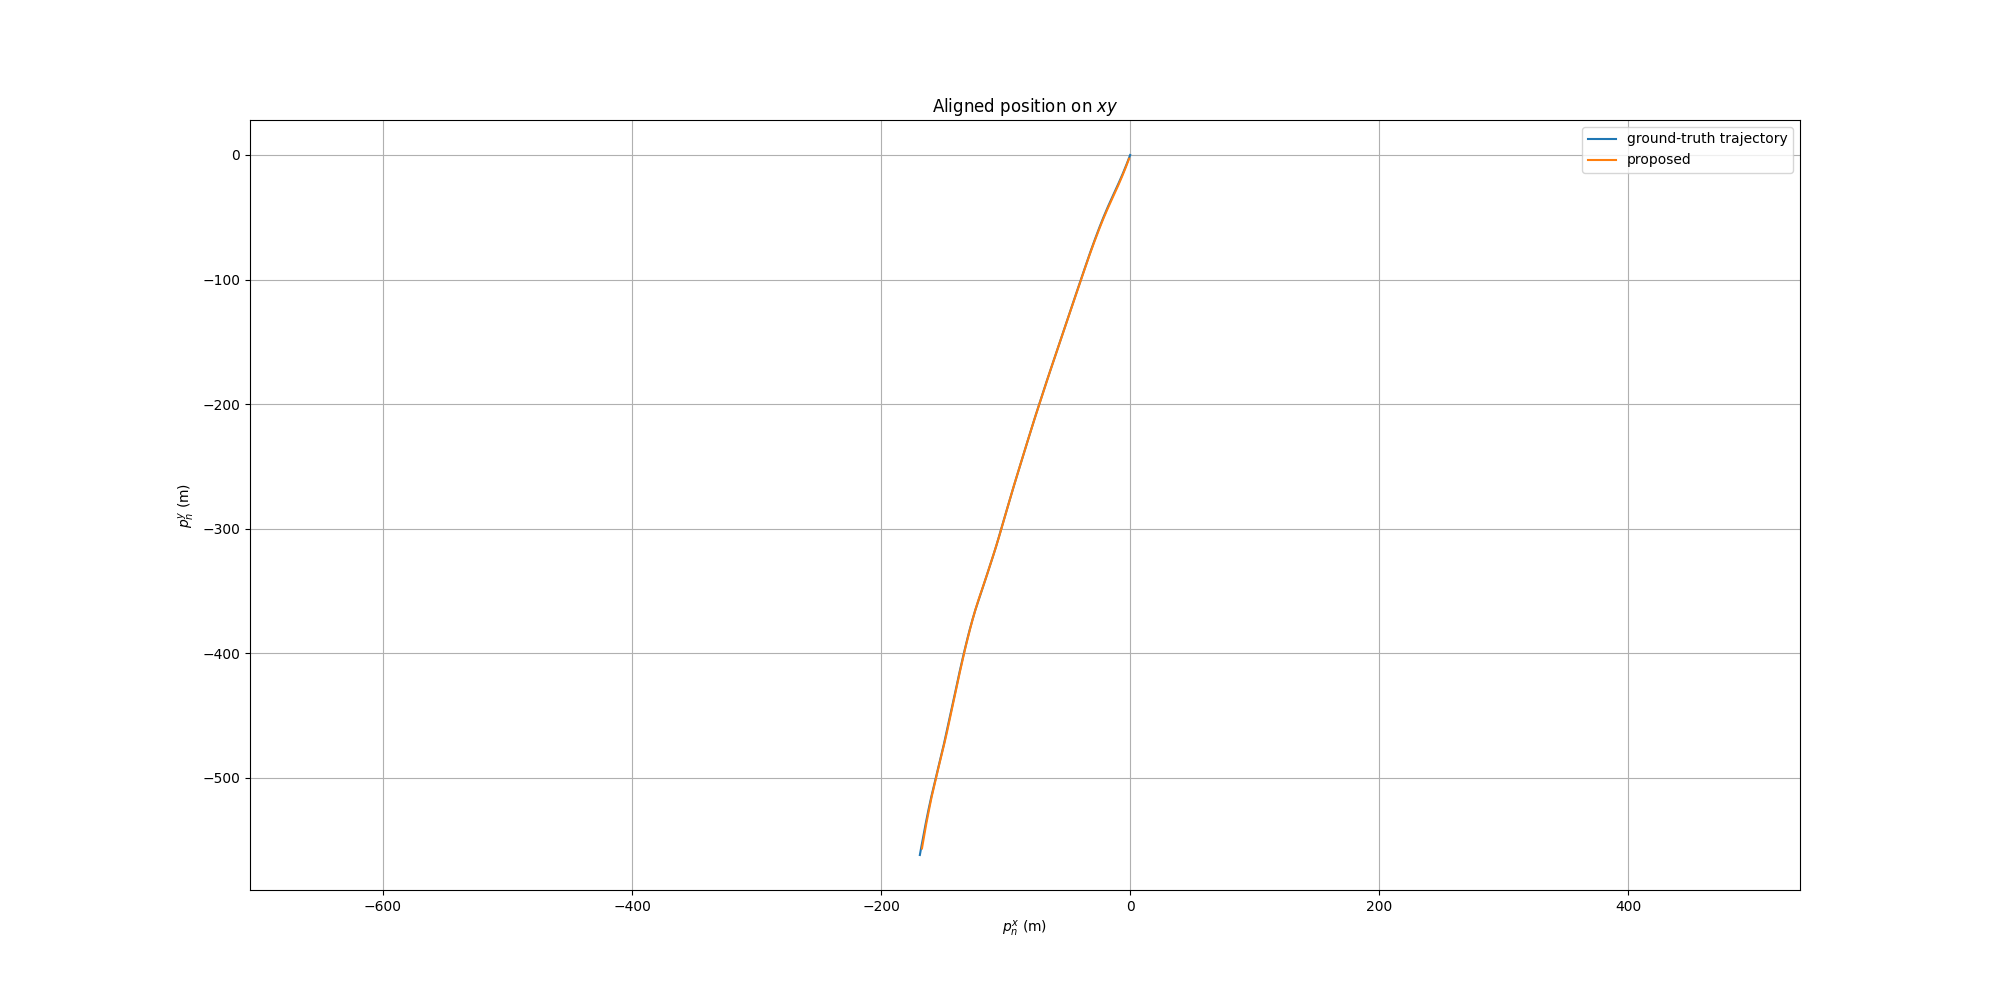 Aligned position on xy
ground-truth trajectory
proposed
0
−100
−200
−300
−400
−500
p_n^y (m)
−600 −400 −200 0 200 400
p_n^x (m)